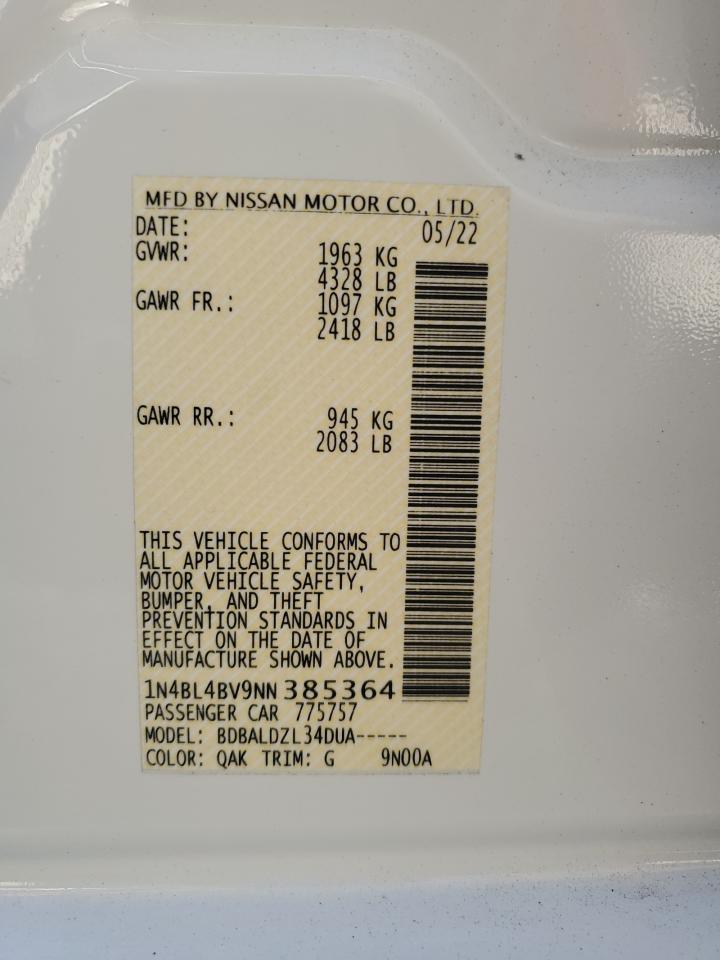 MFD BY NISSAN MOTOR CO., LTD.
DATE: 05/22
GVWR: 1963 KG
4328 LB
GAWR FR.: 1097 KG
2418 LB
GAWR RR.: 945 KG
2083 LB
THIS VEHICLE CONFORMS TO
ALL APPLICABLE FEDERAL
MOTOR VEHICLE SAFETY,
BUMPER, AND THEFT
PREVENTION STANDARDS IN
EFFECT ON THE DATE OF
MANUFACTURE SHOWN ABOVE.
1N4BL4BV9NN385364
PASSENGER CAR 775757
MODEL: BDBALDZL34DUA-----
COLOR: QAK TRIM: G 9N00A